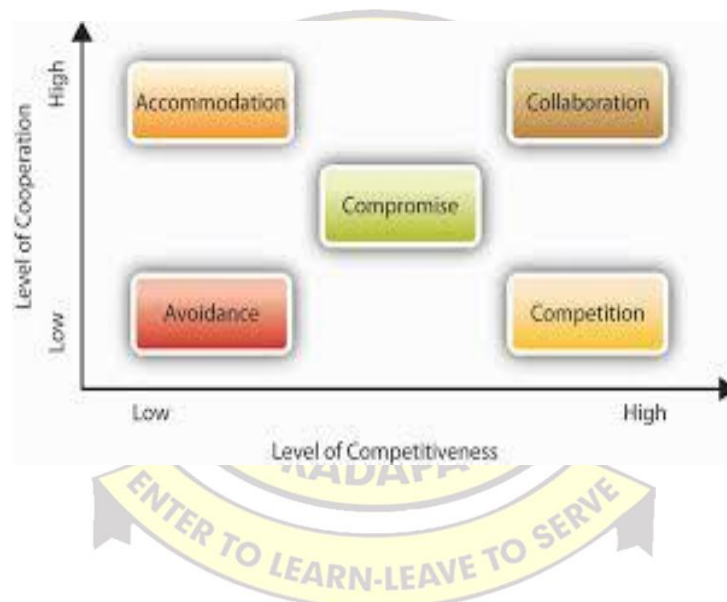 High
Accommodation
Collaboration
Level of Cooperation
Compromise
Avoidance
Competition
Low
Low
High
Level of Competitiveness
ENTER TO LEARN-LEAVE TO SERVE